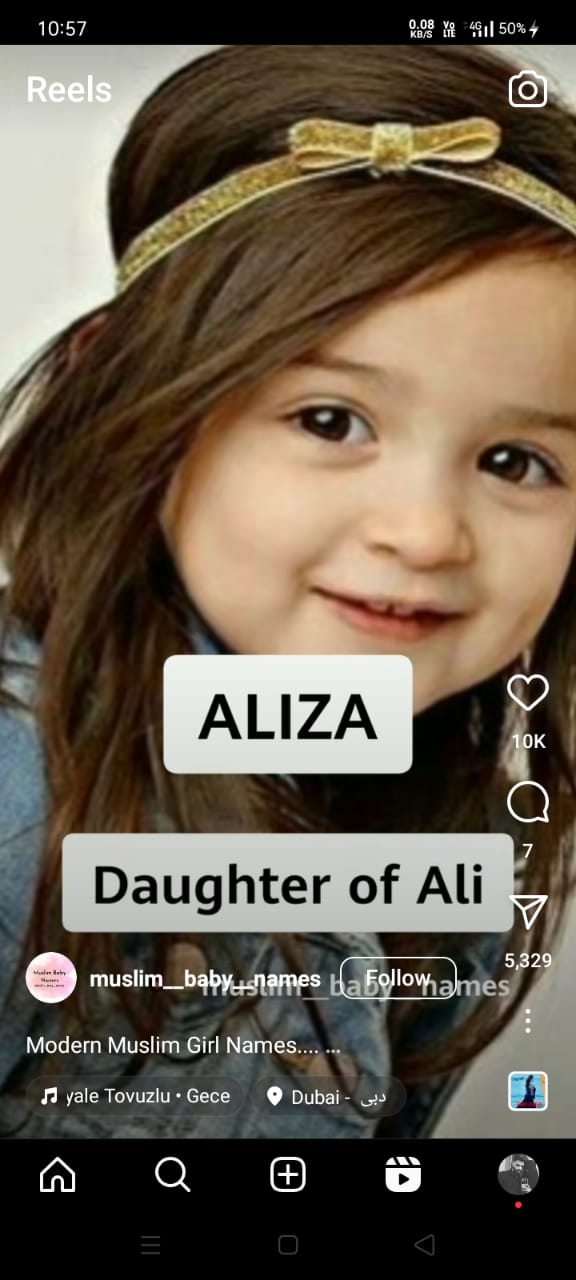 10:57
0.08 KB/S
Vo LTE
4G
50%
Reels
ALIZA
10K
Daughter of Ali
7
5,329
muslim__baby__names
Follow
muslim__baby__names
Modern Muslim Girl Names.... ...
yale Tovuzlu • Gece
Dubai - دبی